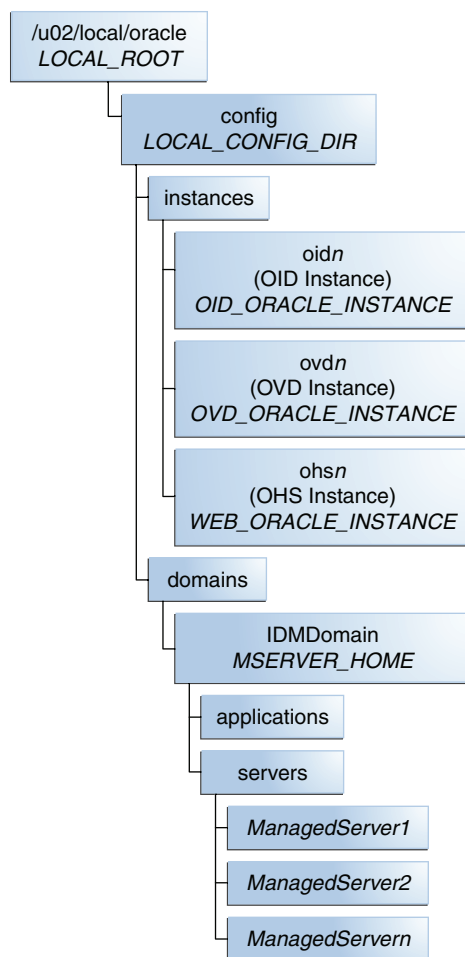 /u02/local/oracle
LOCAL_ROOT
config
LOCAL_CONFIG_DIR
instances
oidn
(OID Instance)
OID_ORACLE_INSTANCE
ovdn
(OVD Instance)
OVD_ORACLE_INSTANCE
ohsn
(OHS Instance)
WEB_ORACLE_INSTANCE
domains
IDMDomain
MSERVER_HOME
applications
servers
ManagedServer1
ManagedServer2
ManagedServern